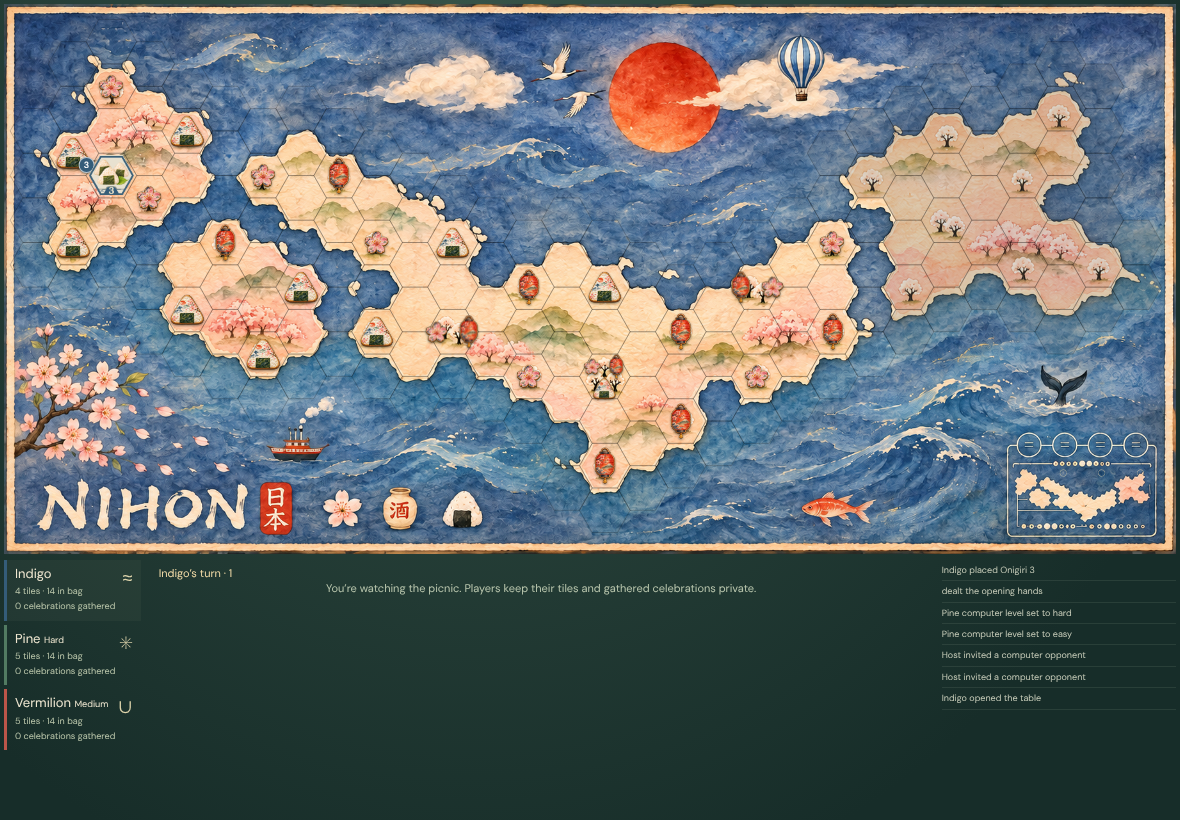 3
3
NIHON
日本
酒
Indigo
4 tiles · 14 in bag
0 celebrations gathered
Pine Hard
5 tiles · 14 in bag
0 celebrations gathered
Vermilion Medium
5 tiles · 14 in bag
0 celebrations gathered
Indigo's turn · 1
You're watching the picnic. Players keep their tiles and gathered celebrations private.
Indigo placed Onigiri 3
dealt the opening hands
Pine computer level set to hard
Pine computer level set to easy
Host invited a computer opponent
Host invited a computer opponent
Indigo opened the table